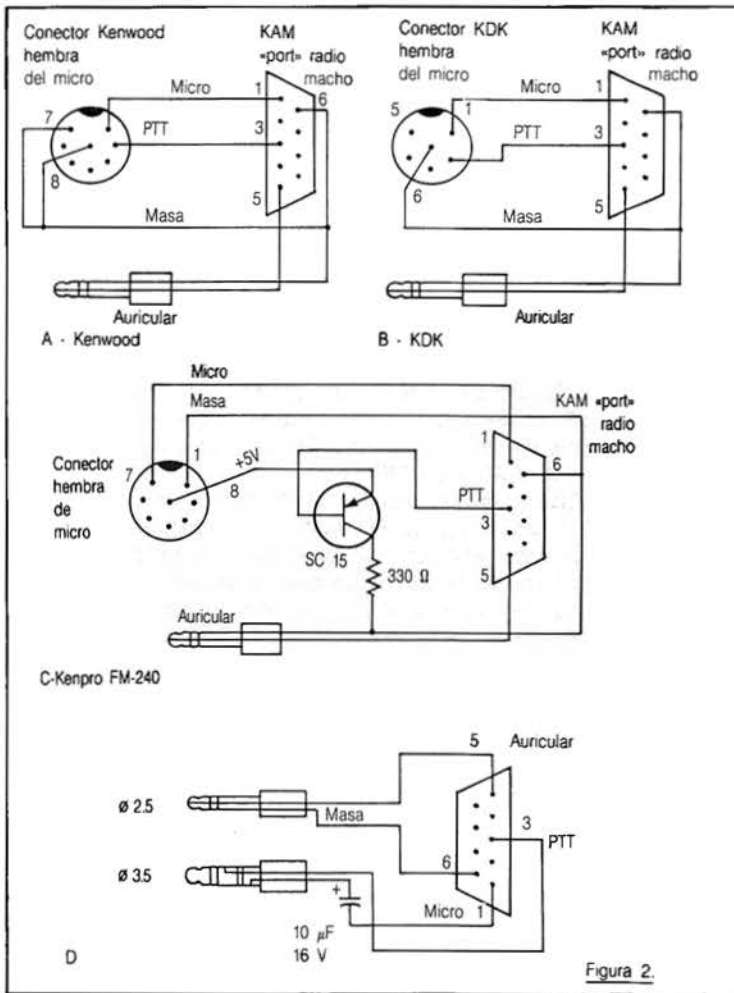 Conector Kenwood
hembra
del micro
KAM
«port» radio
macho
Micro
1
6
7
PTT
3
8
5
Masa
Auricular
A - Kenwood
Conector KDK
hembra
del micro
KAM
«port» radio
macho
Micro
1
5
1
PTT
3
6
5
Masa
Auricular
B - KDK
Micro
Masa
KAM «port»
radio
macho
Conector
hembra
de
micro
7
1
+5V
8
1
6
PTT
3
SC 15
330 Ω
5
Auricular
C-Kenpro FM-240
5
Auricular
ø 2.5
Masa
3
PTT
6
ø 3.5
+
Micro
1
10 µF
16 V
D
Figura 2.